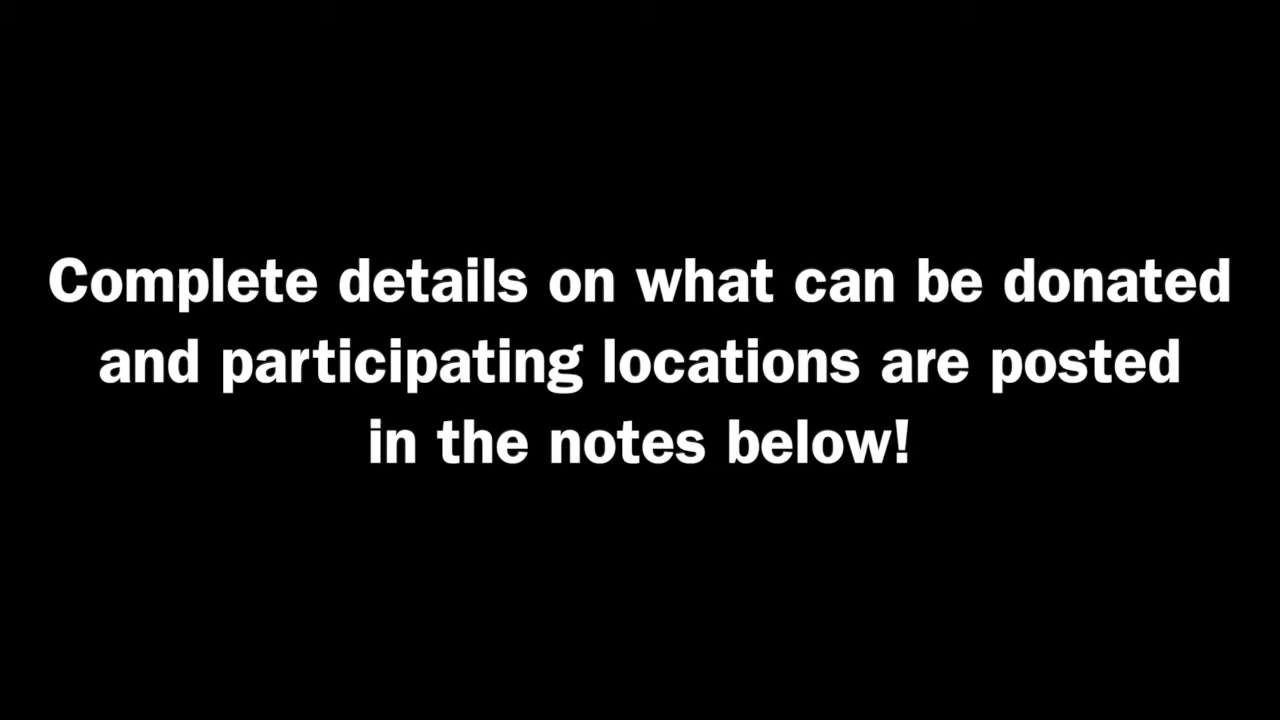 Complete details on what can be donated
and participating locations are posted
in the notes below!